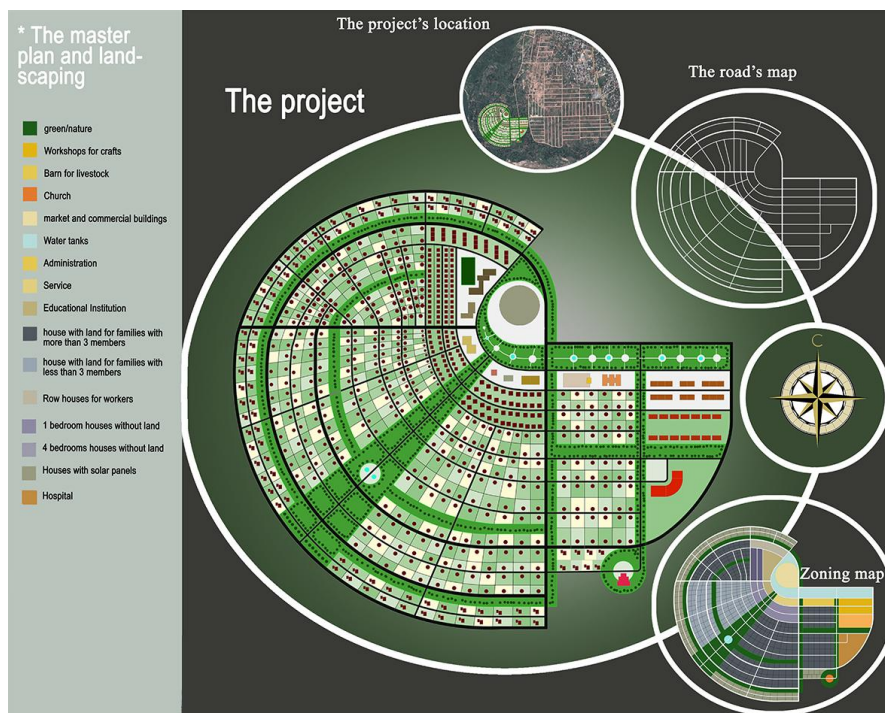 * The master
plan and land-
scaping
green/nature
Workshops for crafts
Barn for livestock
Church
market and commercial buildings
Water tanks
Administration
Service
Educational Institution
house with land for families with
more than 3 members
house with land for families with
less than 3 members
Row houses for workers
1 bedroom houses without land
4 bedrooms houses without land
Houses with solar panels
Hospital
The project's location
The road's map
The project
C
Zoning map